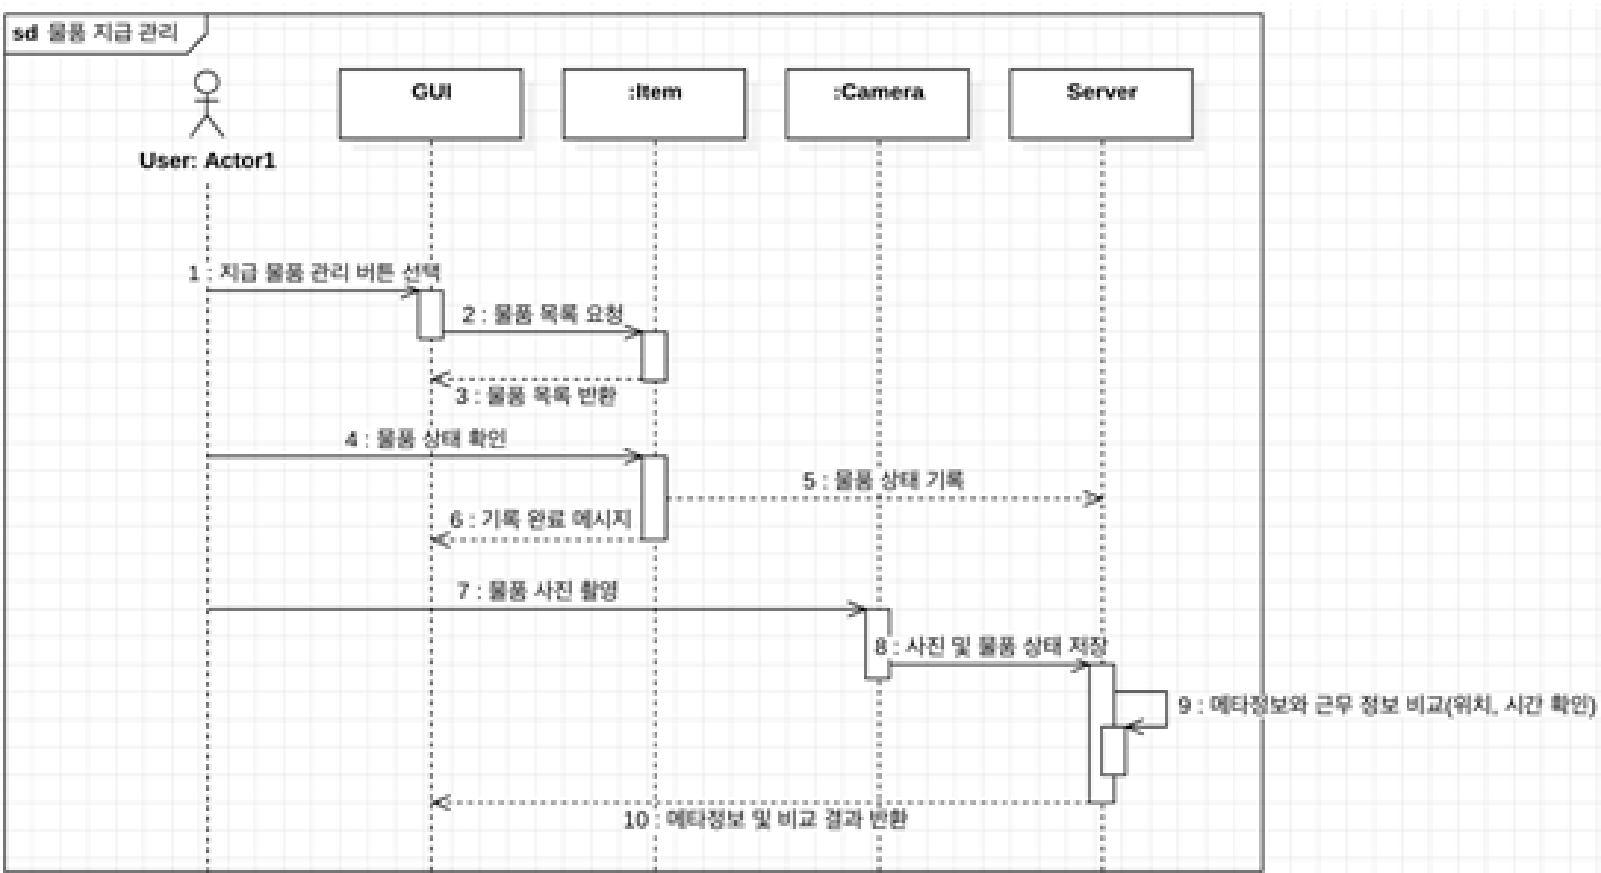 sd 물품 지급 관리
GUI
:Item
:Camera
Server
User: Actor1
1 : 지급 물품 관리 버튼 선택
2 : 물품 목록 요청
3 : 물품 목록 반환
4 : 물품 상태 확인
5 : 물품 상태 기록
6 : 기록 완료 메시지
7 : 물품 사진 촬영
8 : 사진 및 물품 상태 저장
9 : 메타정보와 근무 정보 비교(위치, 시간 확인)
10 : 메타정보 및 비교 결과 반환